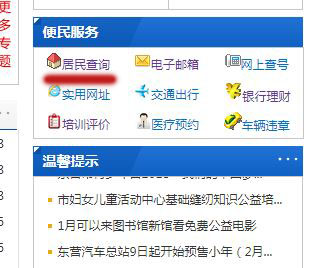 更
多
专
题
便民服务
居民查询 电子邮箱 网上查号
实用网址 交通出行 银行理财
培训评价 医疗预约 车辆违章
温馨提示 ···
市妇女儿童活动中心基础缝纫知识公益培...
1月可以来图书馆新馆看免费公益电影
东营汽车总站9日起开始预售小年（2月...